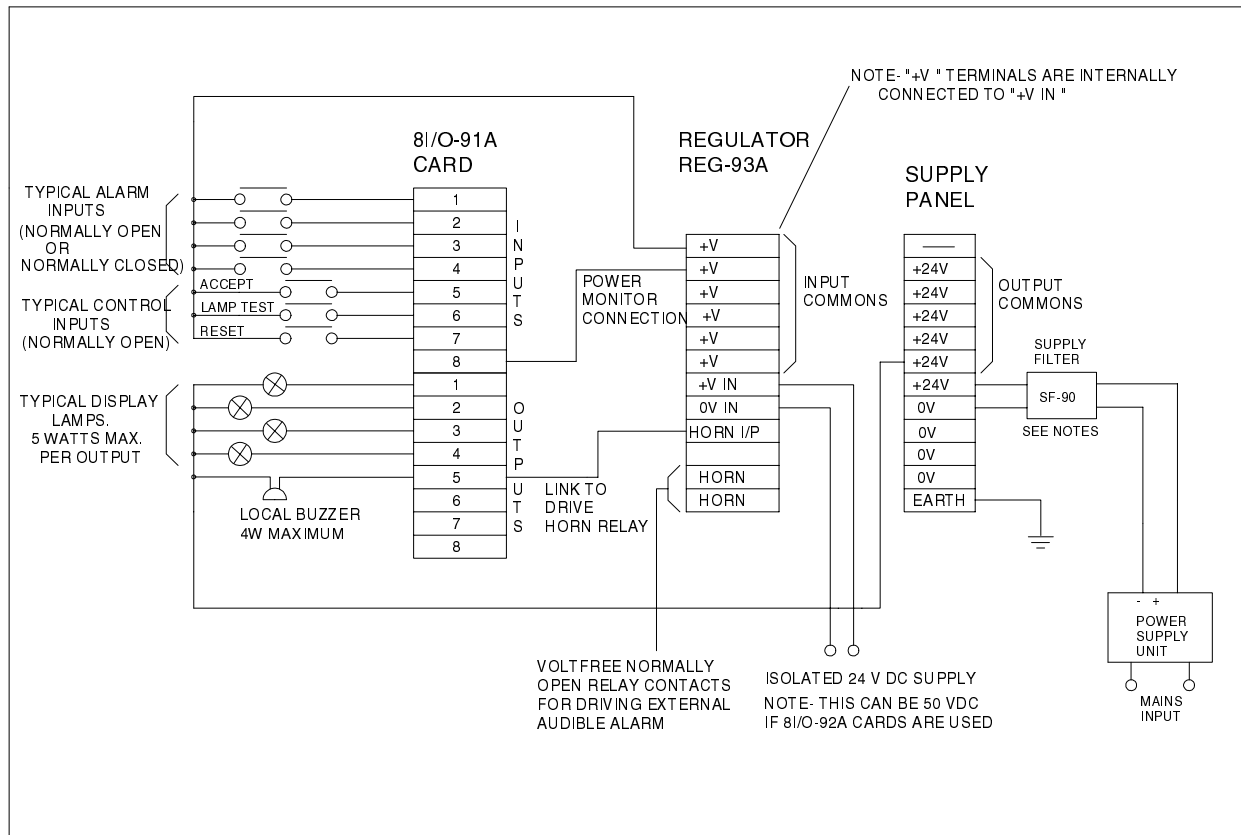 NOTE- "+V " TERMINALS ARE INTERNALLY
CONNECTED TO "+V IN "
8I/O-91A
CARD
REGULATOR
REG-93A
SUPPLY
PANEL
TYPICAL ALARM
INPUTS
(NORMALLY OPEN
OR
NORMALLY CLOSED)
ACCEPT
TYPICAL CONTROL
INPUTS
(NORMALLY OPEN)
LAMP TEST
RESET
TYPICAL DISPLAY
LAMPS.
5 WATTS MAX.
PER OUTPUT
LOCAL BUZZER
4W MAXIMUM
1
2
3
4
5
6
7
8
INPUTS
1
2
3
4
5
6
7
8
OUTPUTS
POWER
MONITOR
CONNECTION
LINK TO
DRIVE
HORN RELAY
+V
+V
+V
+V
+V
+V
+V IN
0V IN
HORN I/P
HORN
HORN
INPUT
COMMONS
+24V
+24V
+24V
+24V
+24V
+24V
0V
0V
0V
0V
EARTH
OUTPUT
COMMONS
SUPPLY
FILTER
SF-90
SEE NOTES
- +
POWER
SUPPLY
UNIT
MAINS
INPUT
VOLTFREE NORMALLY
OPEN RELAY CONTACTS
FOR DRIVING EXTERNAL
AUDIBLE ALARM
ISOLATED 24 V DC SUPPLY
NOTE- THIS CAN BE 50 VDC
IF 8I/O-92A CARDS ARE USED